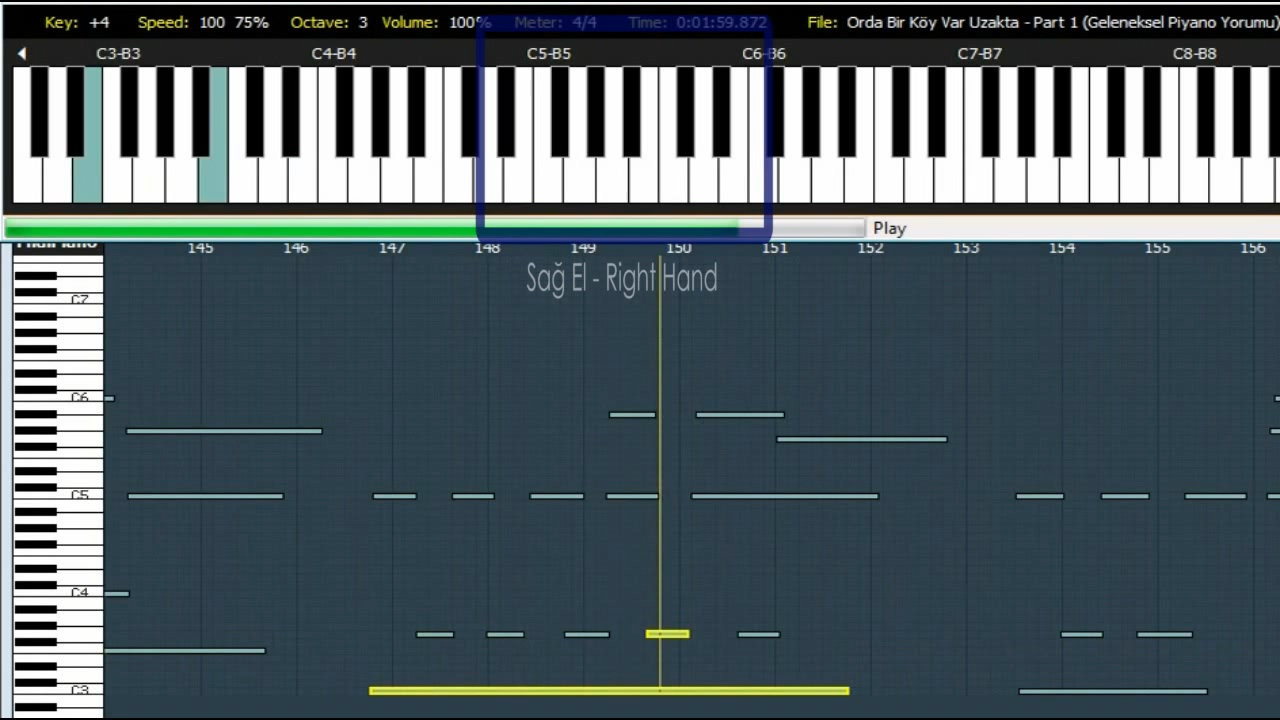 Key: +4 Speed: 100 75% Octave: 3 Volume: 100% Meter: 4/4 Time: 0:01:59.872 File: Orda Bir Köy Var Uzakta - Part 1 (Geleneksel Piyano Yorumu)
C3-B3 C4-B4 C5-B5 C6-B6 C7-B7 C8-B8
Play
145 146 147 148 149 150 151 152 153 154 155 156
Sağ El - Right Hand
C7
C6
C5
C4
C3